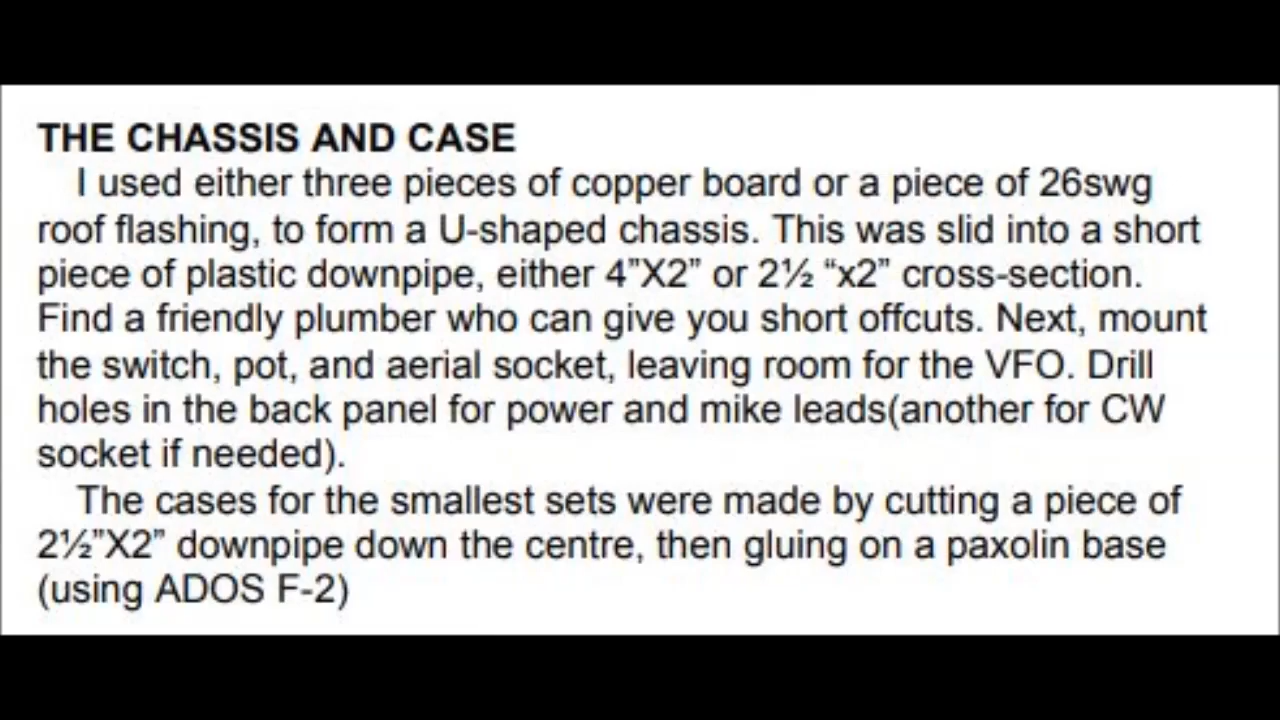 THE CHASSIS AND CASE
I used either three pieces of copper board or a piece of 26swg
roof flashing, to form a U-shaped chassis. This was slid into a short
piece of plastic downpipe, either 4”X2” or 2½ “x2” cross-section.
Find a friendly plumber who can give you short offcuts. Next, mount
the switch, pot, and aerial socket, leaving room for the VFO. Drill
holes in the back panel for power and mike leads(another for CW
socket if needed).
The cases for the smallest sets were made by cutting a piece of
2½”X2” downpipe down the centre, then gluing on a paxolin base
(using ADOS F-2)